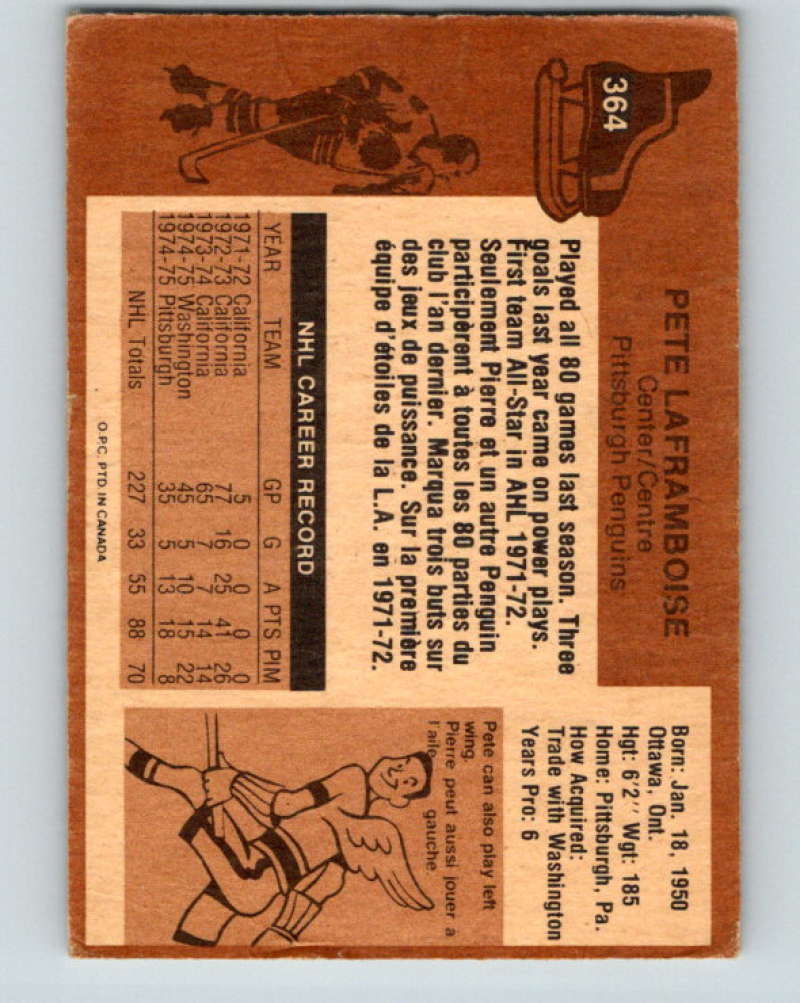 364
PETE LAFRAMBOISE
Center/Centre
Pittsburgh Penguins
Born: Jan. 18, 1950
Ottawa, Ont.
Hgt: 6'2'' Wgt: 185
Home: Pittsburgh, Pa.
How Acquired:
Trade with Washington
Years Pro: 6
Played all 80 games last season. Three
goals last year came on power plays.
First team All-Star in AHL 1971-72.
Seulement Pierre et un autre Penguin
participèrent à toutes les 80 parties du
club l'an dernier. Marqua trois buts sur
des jeux de puissance. Sur la première
équipe d'étoiles de la L.A. en 1971-72.
NHL CAREER RECORD
YEAR TEAM GP G A PTS PIM
1971-72 California 5 0 0 0 0
1972-73 California 77 16 25 41 26
1973-74 California 65 7 7 14 14
1974-75 Washington 45 5 10 15 22
1974-75 Pittsburgh 35 5 13 18 8
NHL Totals 227 33 55 88 70
Pete can also play left
wing.
Pierre peut aussi jouer à
l'aile gauche.
O.P.C. PTD. IN CANADA